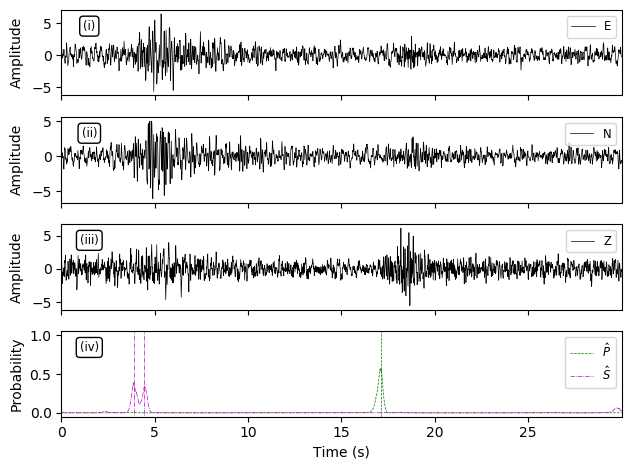 Amplitude
5
0
−5
(i)
E
Amplitude
5
0
−5
(ii)
N
Amplitude
5
0
−5
(iii)
Z
Probability
1.0
0.5
0.0
(iv)
P̂
Ŝ
0 5 10 15 20 25
Time (s)